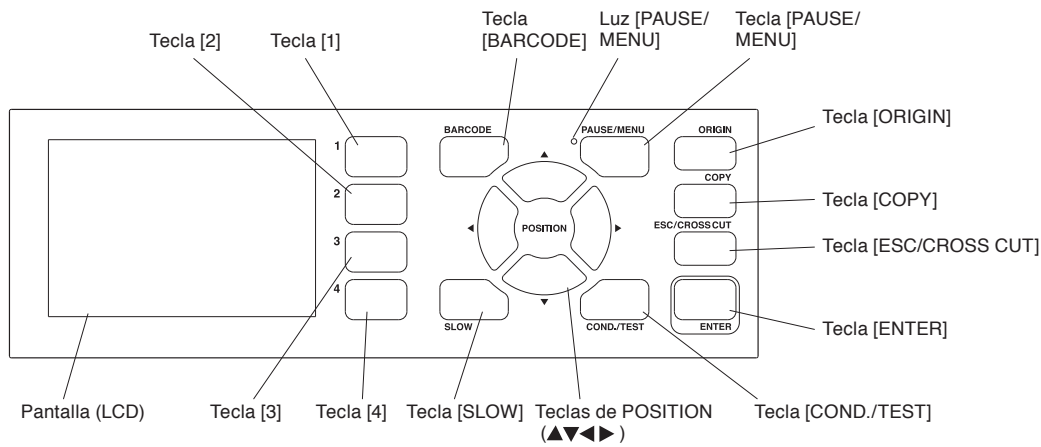 Tecla
[BARCODE]
Luz [PAUSE/
MENU]
Tecla [PAUSE/
MENU]
Tecla [2]
Tecla [1]
BARCODE
PAUSE/MENU
ORIGIN
Tecla [ORIGIN]
1
COPY
2
Tecla [COPY]
POSITION
ESC/CROSS CUT
3
Tecla [ESC/CROSS CUT]
4
SLOW
COND./TEST
ENTER
Tecla [ENTER]
Pantalla (LCD)
Tecla [3]
Tecla [4]
Tecla [SLOW]
Teclas de POSITION
(▲▼◀▶)
Tecla [COND./TEST]